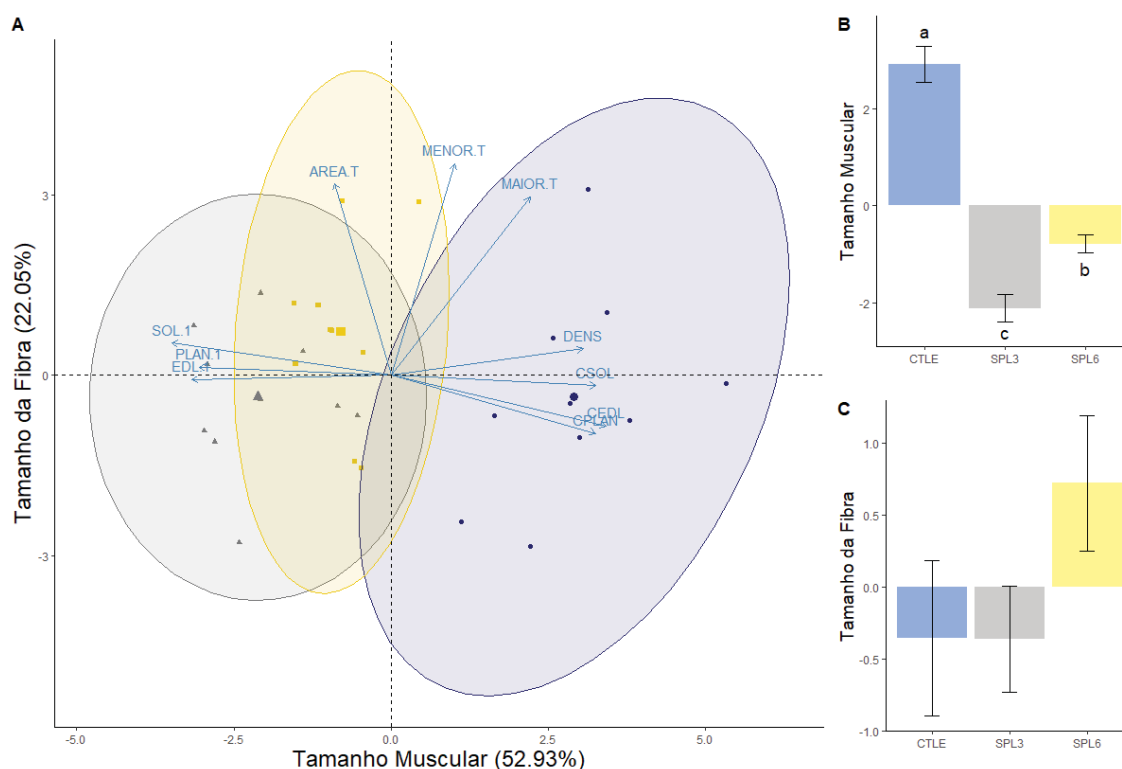 A
Tamanho da Fibra (22.05%)
3
0
-3
MENOR.T
AREA.T
MAIOR.T
SOL.1
PLAN.1
EDL.1
DENS
CSOL
CEDL
CPLAN
-5.0
-2.5
0.0
2.5
5.0
Tamanho Muscular (52.93%)
B
Tamanho Muscular
2
0
-2
a
c
b
CTLE
SPL3
SPL6
C
Tamanho da Fibra
1.0
0.5
0.0
-0.5
-1.0
CTLE
SPL3
SPL6